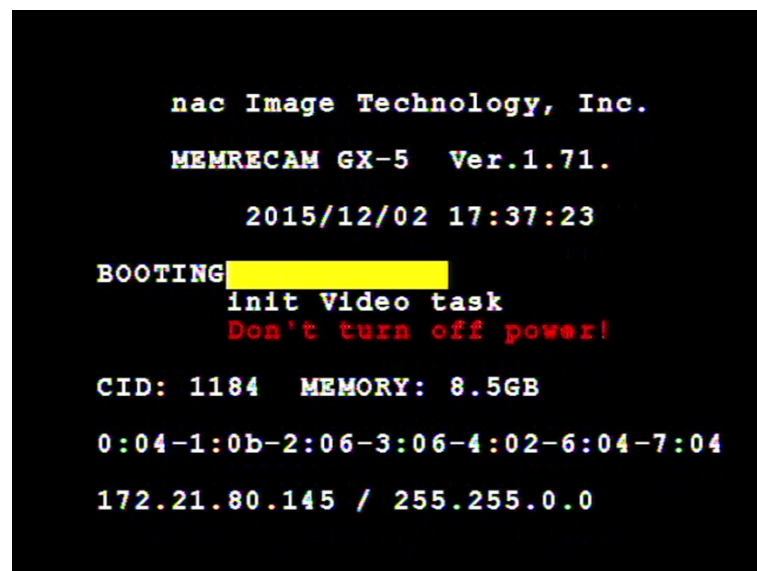 nac Image Technology, Inc.
MEMRECAM GX-5 Ver.1.71.
2015/12/02 17:37:23
BOOTING
init Video task
Don't turn off power!
CID: 1184 MEMORY: 8.5GB
0:04-1:0b-2:06-3:06-4:02-6:04-7:04
172.21.80.145 / 255.255.0.0